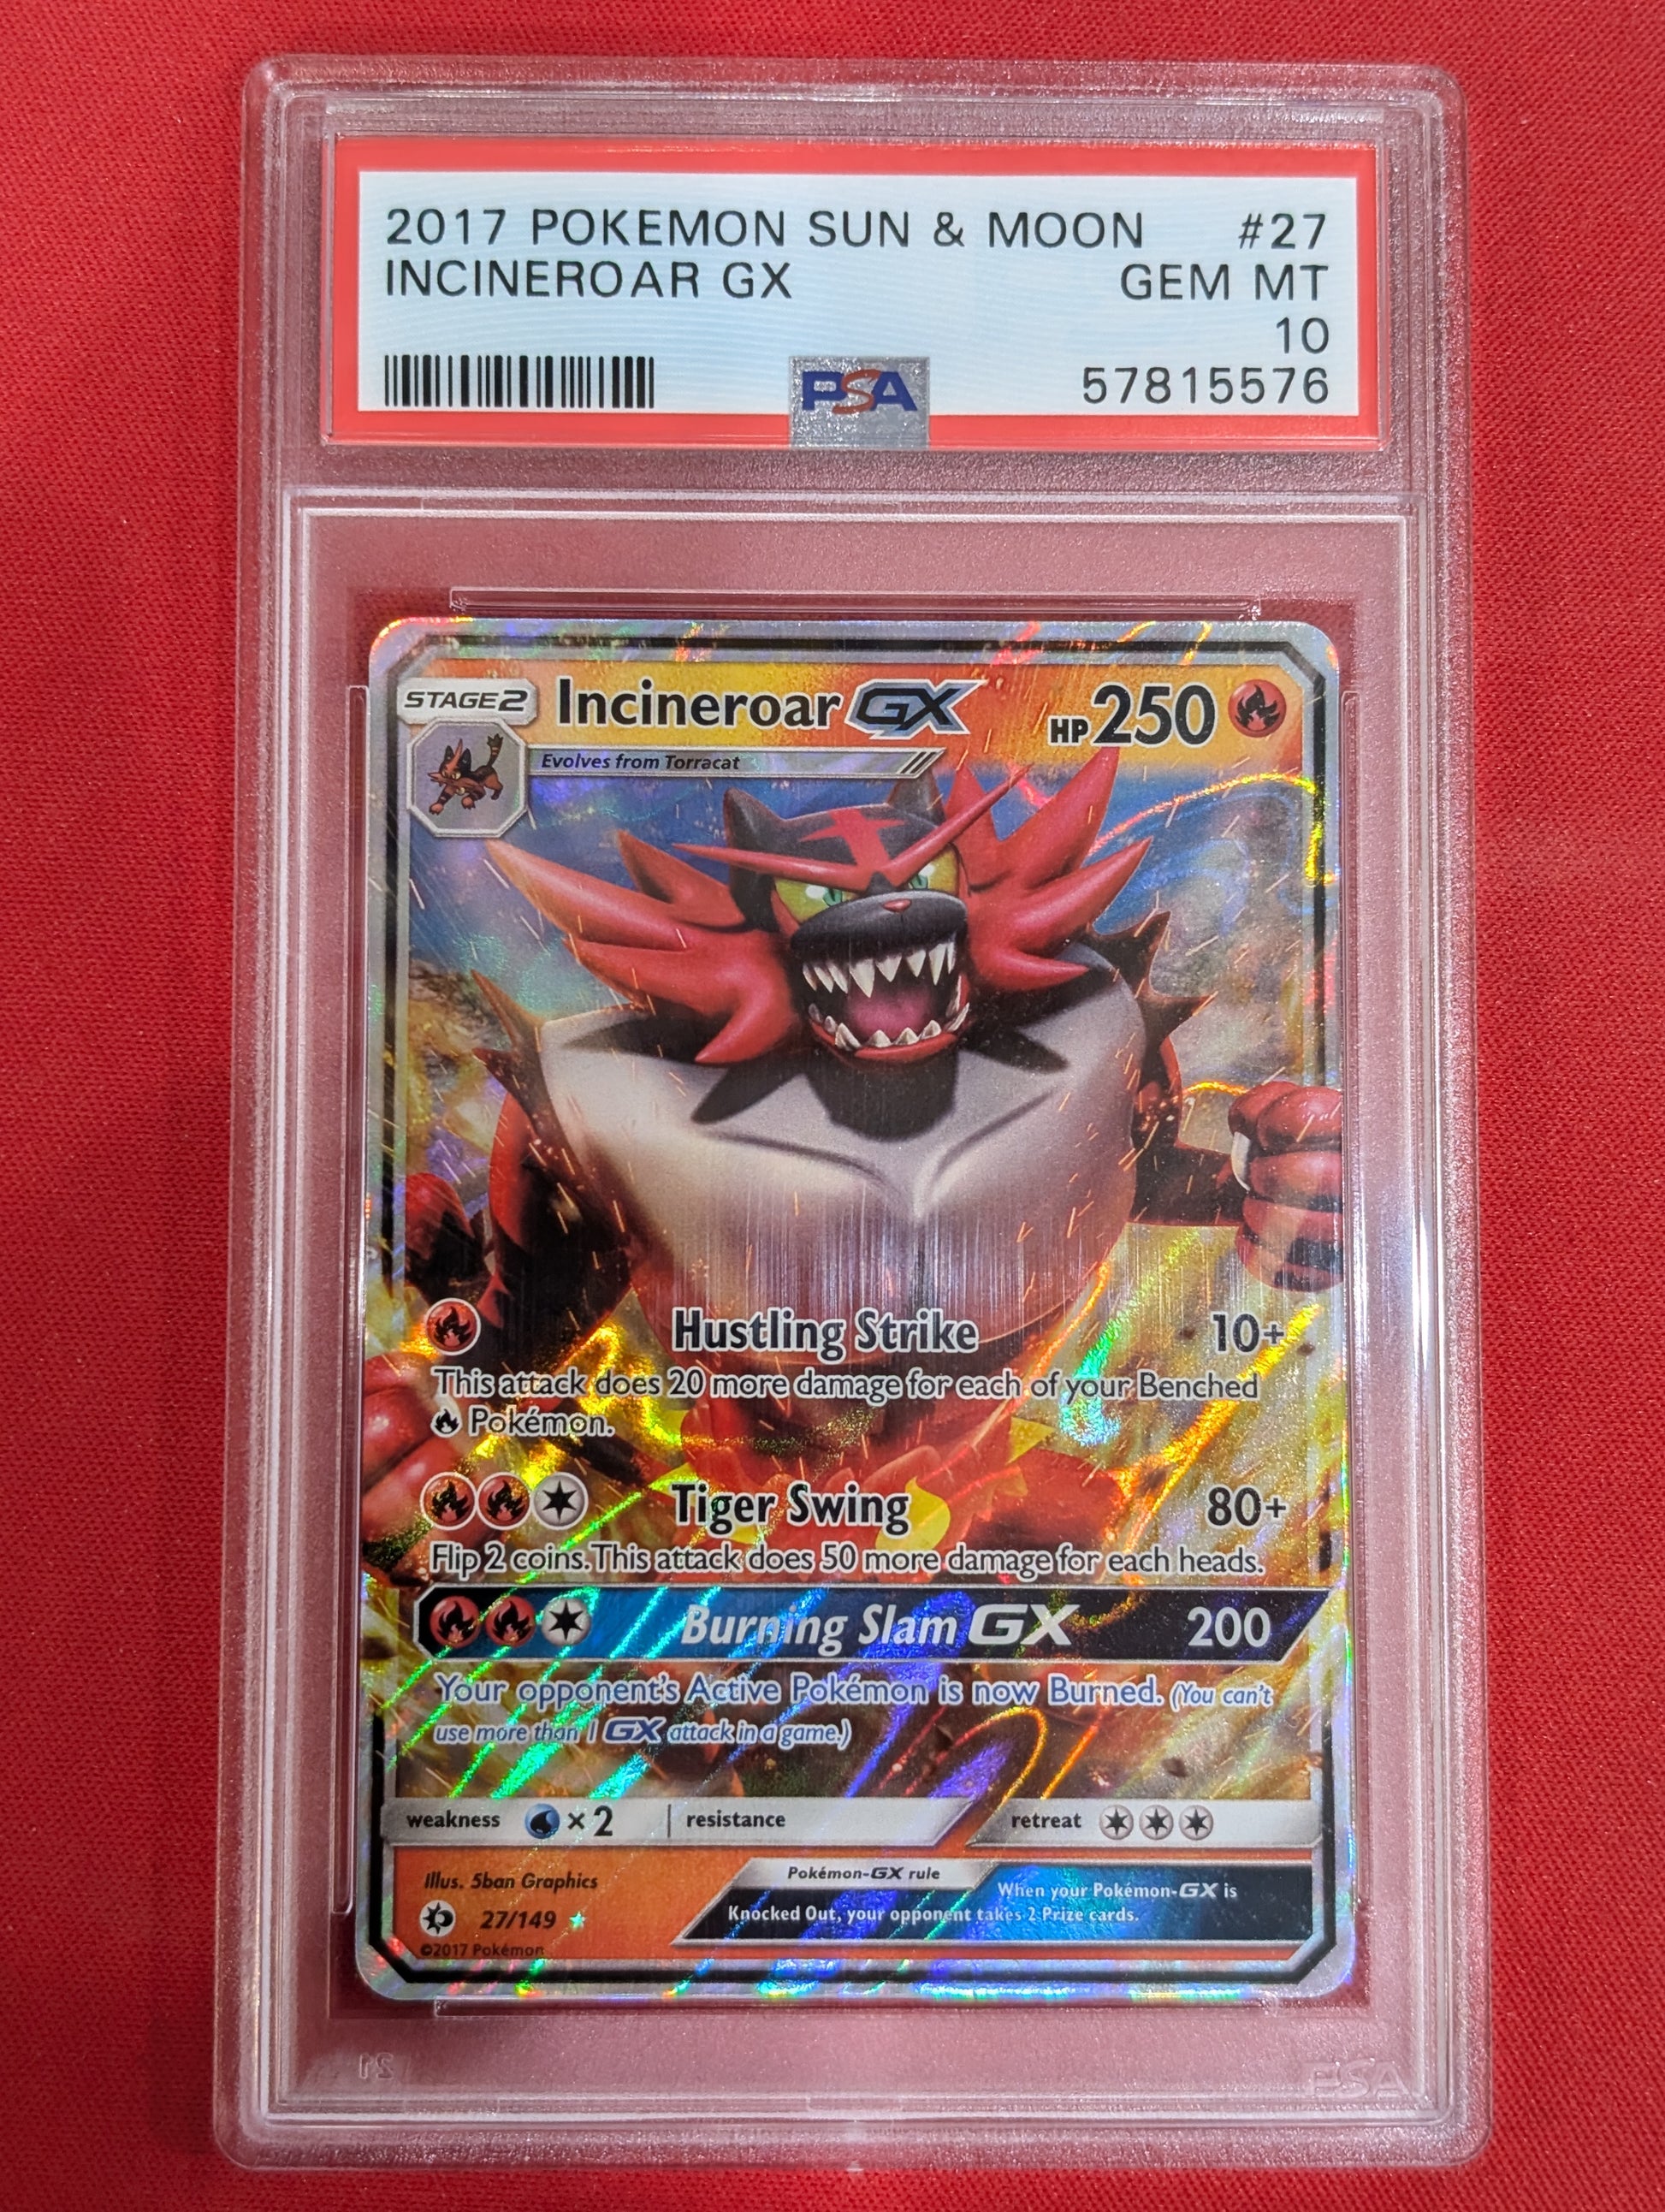 2017 POKEMON SUN & MOON #27
INCINEROAR GX GEM MT
10
PSA 57815576
STAGE 2 Incineroar GX HP 250
Evolves from Torracat
Hustling Strike 10+
This attack does 20 more damage for each of your Benched
Pokémon.
Tiger Swing 80+
Flip 2 coins. This attack does 50 more damage for each heads.
Burning Slam GX 200
Your opponent's Active Pokémon is now Burned. (You can't
use more than 1 GX attack in a game.)
weakness × 2 resistance retreat
Illus. 5ban Graphics
Pokémon-GX rule
When your Pokémon-GX is
Knocked Out, your opponent takes 2 Prize cards.
27/149
©2017 Pokémon
PSA